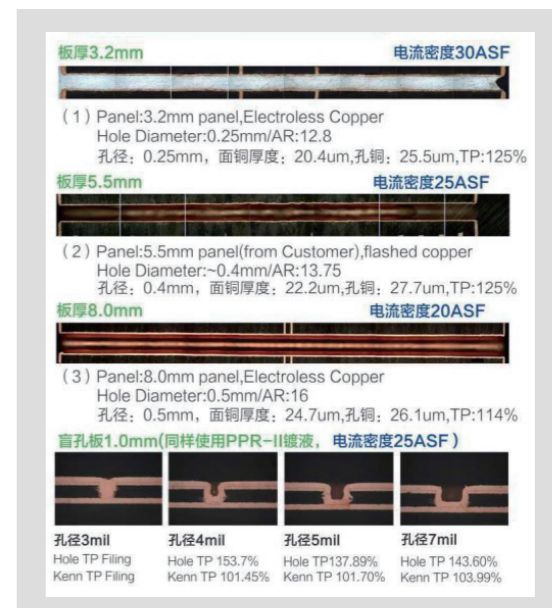 板厚3.2mm 电流密度30ASF
(1)Panel:3.2mm panel,Electroless Copper
Hole Diameter:0.25mm/AR:12.8
孔径：0.25mm，面铜厚度：20.4um,孔铜：25.5um,TP:125%
板厚5.5mm 电流密度25ASF
(2)Panel:5.5mm panel(from Customer),flashed copper
Hole Diameter:~0.4mm/AR:13.75
孔径：0.4mm，面铜厚度：22.2um,孔铜：27.7um,TP:125%
板厚8.0mm 电流密度20ASF
(3)Panel:8.0mm panel,Electroless Copper
Hole Diameter:0.5mm/AR:16
孔径：0.5mm，面铜厚度：24.7um,孔铜：26.1um,TP:114%
盲孔板1.0mm(同样使用PPR-II镀液，电流密度25ASF)
孔径3mil 孔径4mil 孔径5mil 孔径7mil
Hole TP Filing Hole TP 153.7% Hole TP137.89% Hole TP 143.60%
Kenn TP Filing Kenn TP 101.45% Kenn TP 101.70% Kenn TP 103.99%